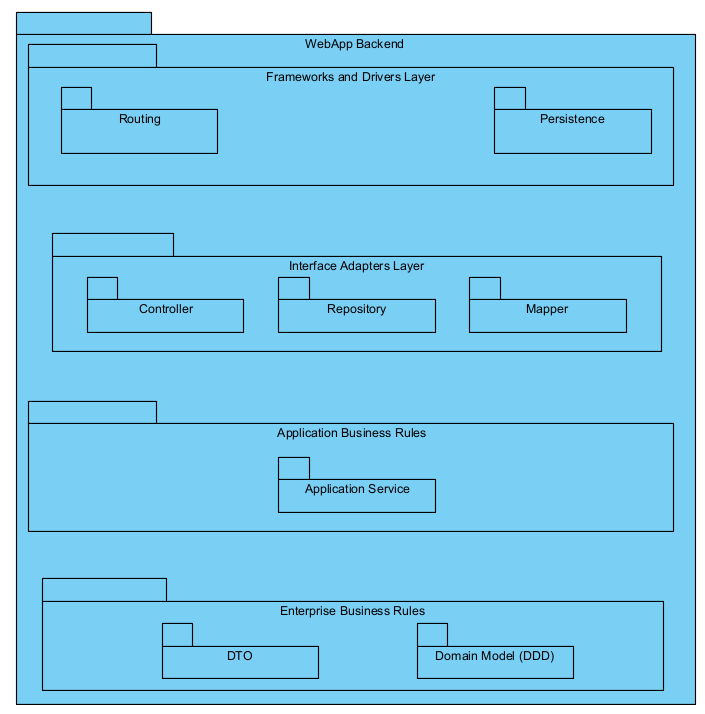 WebApp Backend
Frameworks and Drivers Layer
Routing
Persistence
Interface Adapters Layer
Controller
Repository
Mapper
Application Business Rules
Application Service
Enterprise Business Rules
DTO
Domain Model (DDD)